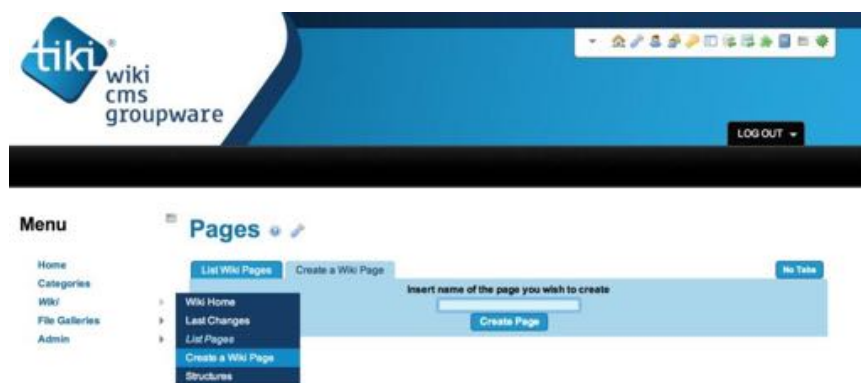 tiki
wiki
cms
groupware
LOG OUT
Menu
Pages
Home
Categories
Wiki
File Galleries
Admin
List Wiki Pages
Create a Wiki Page
No Tabs
Insert name of the page you wish to create
Create Page
Wiki Home
Last Changes
List Pages
Create a Wiki Page
Structures